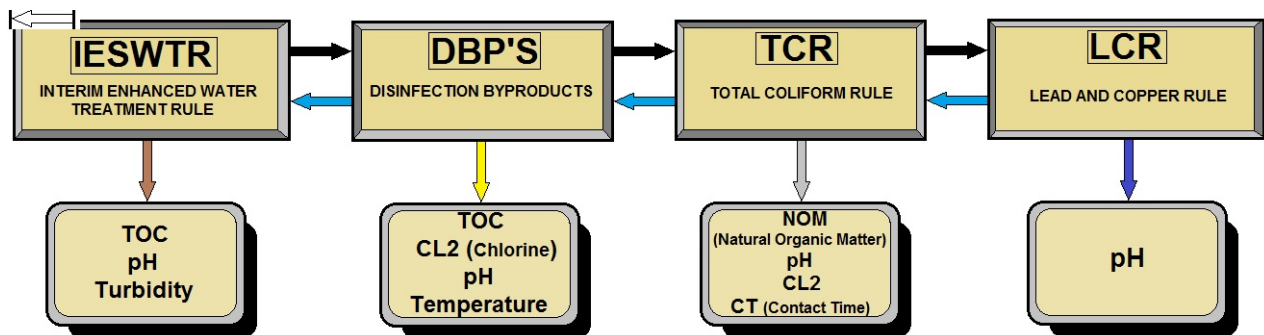 IESWTR
INTERIM ENHANCED WATER
TREATMENT RULE
DBP'S
DISINFECTION BYPRODUCTS
TCR
TOTAL COLIFORM RULE
LCR
LEAD AND COPPER RULE
TOC
pH
Turbidity
TOC
CL2 (Chlorine)
pH
Temperature
NOM
(Natural Organic Matter)
pH
CL2
CT (Contact Time)
pH